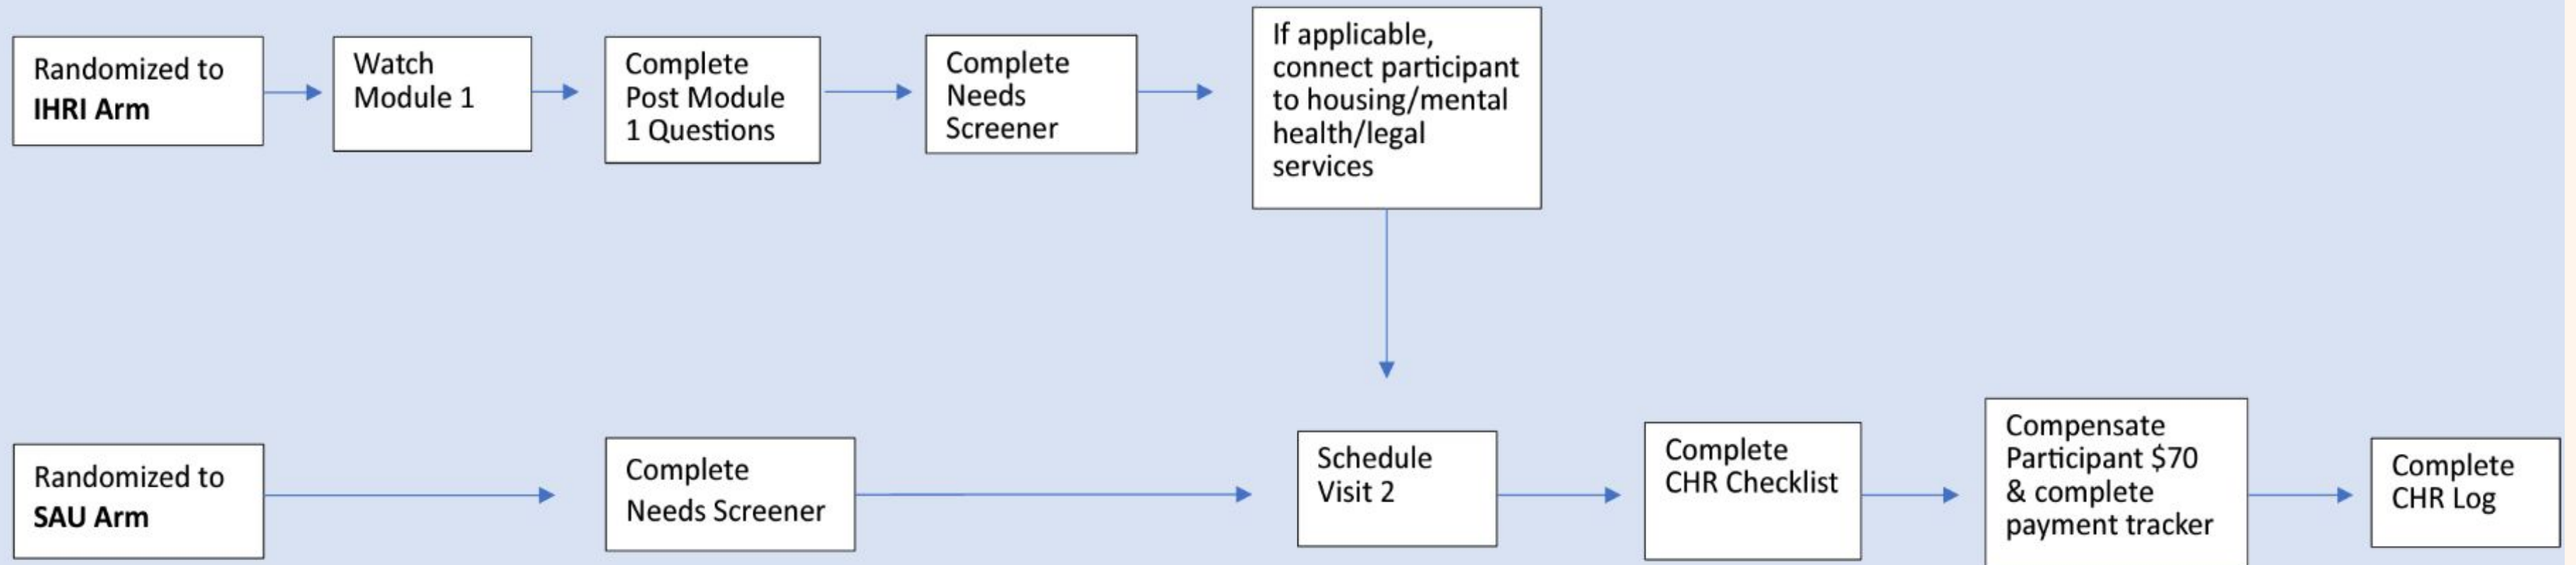 Randomized to
IHRI Arm
Watch
Module 1
Complete
Post Module
1 Questions
Complete
Needs
Screener
If applicable,
connect participant
to housing/mental
health/legal
services
Randomized to
SAU Arm
Complete
Needs Screener
Schedule
Visit 2
Complete
CHR Checklist
Compensate
Participant $70
& complete
payment tracker
Complete
CHR Log